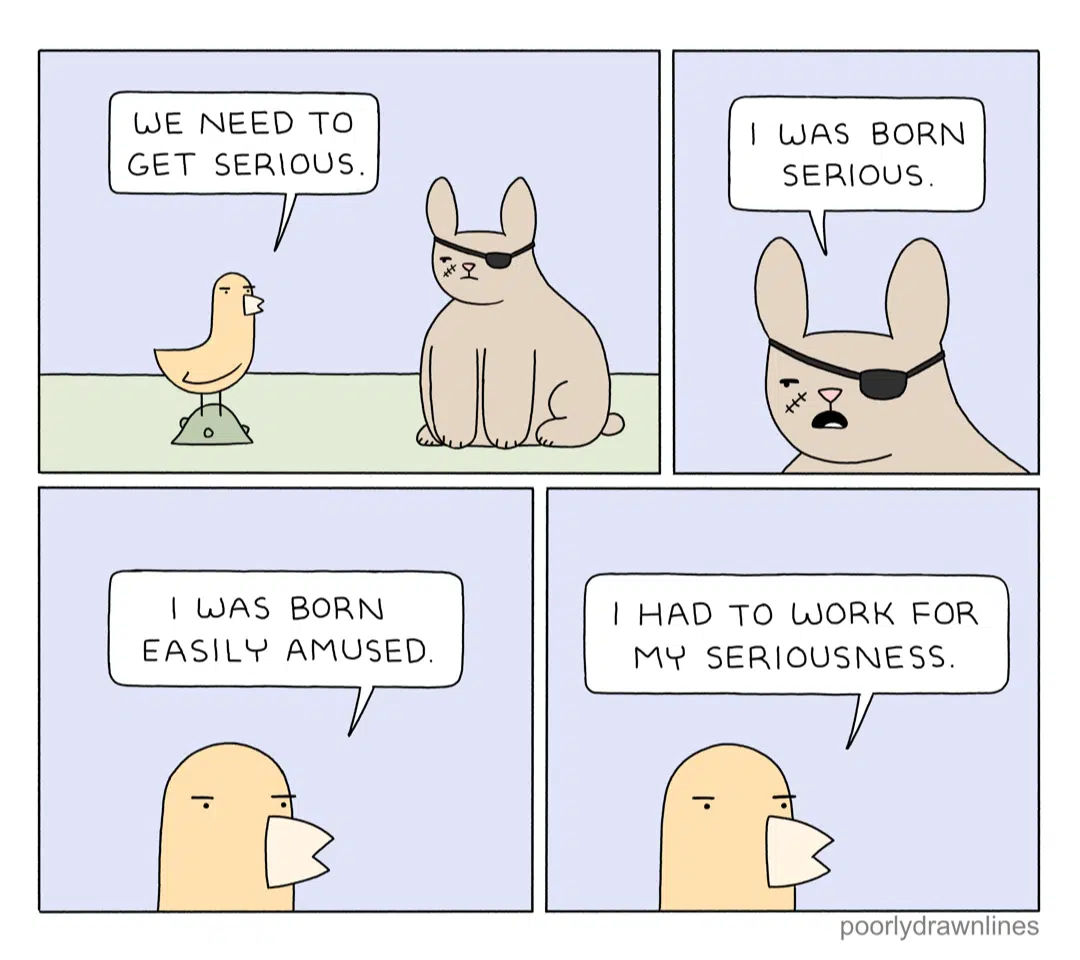 WE NEED TO
GET SERIOUS.
I WAS BORN
SERIOUS.
I WAS BORN
EASILY AMUSED.
I HAD TO WORK FOR
MY SERIOUSNESS.
poorlydrawnlines